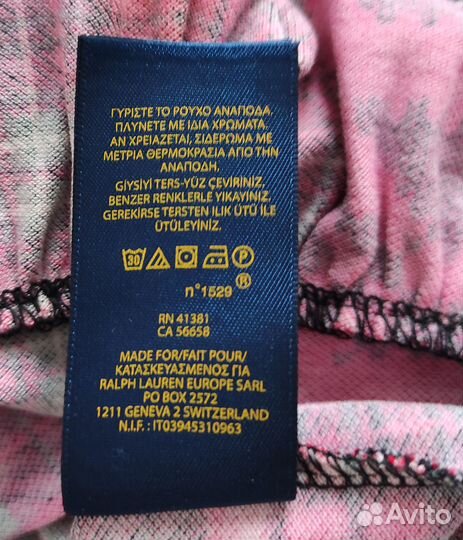 ΓΥΡΙΣΤΕ ΤΟ ΡΟΥΧΟ ΑΝΑΠΟΔΑ.
ΠΛΥΝΕΤΕ ΜΕ ΙΔΙΑ ΧΡΩΜΑΤΑ.
ΑΝ ΧΡΕΙΑΖΕΤΑΙ, ΣΙΔΕΡΩΜΑ ΜΕ
ΜΕΤΡΙΑ ΘΕΡΜΟΚΡΑΣΙΑ ΑΠΟ ΤΗΝ
ΑΝΑΠΟΔΗ.
GİYSİYİ TERS-YÜZ ÇEVİRİNİZ,
BENZER RENKLERLE YIKAYINIZ,
GEREKİRSE TERSTEN ILIK ÜTÜ İLE
ÜTÜLEYİNİZ.
30 P
n°1529 ®
RN 41381
CA 56658
MADE FOR/FAIT POUR/
ΚΑΤΑΣΚΕΥΑΣΜΕΝΟΣ ΓΙΑ
RALPH LAUREN EUROPE SARL
PO BOX 2572
1211 GENEVA 2 SWITZERLAND
N.I.F.: IT03945310963
Avito